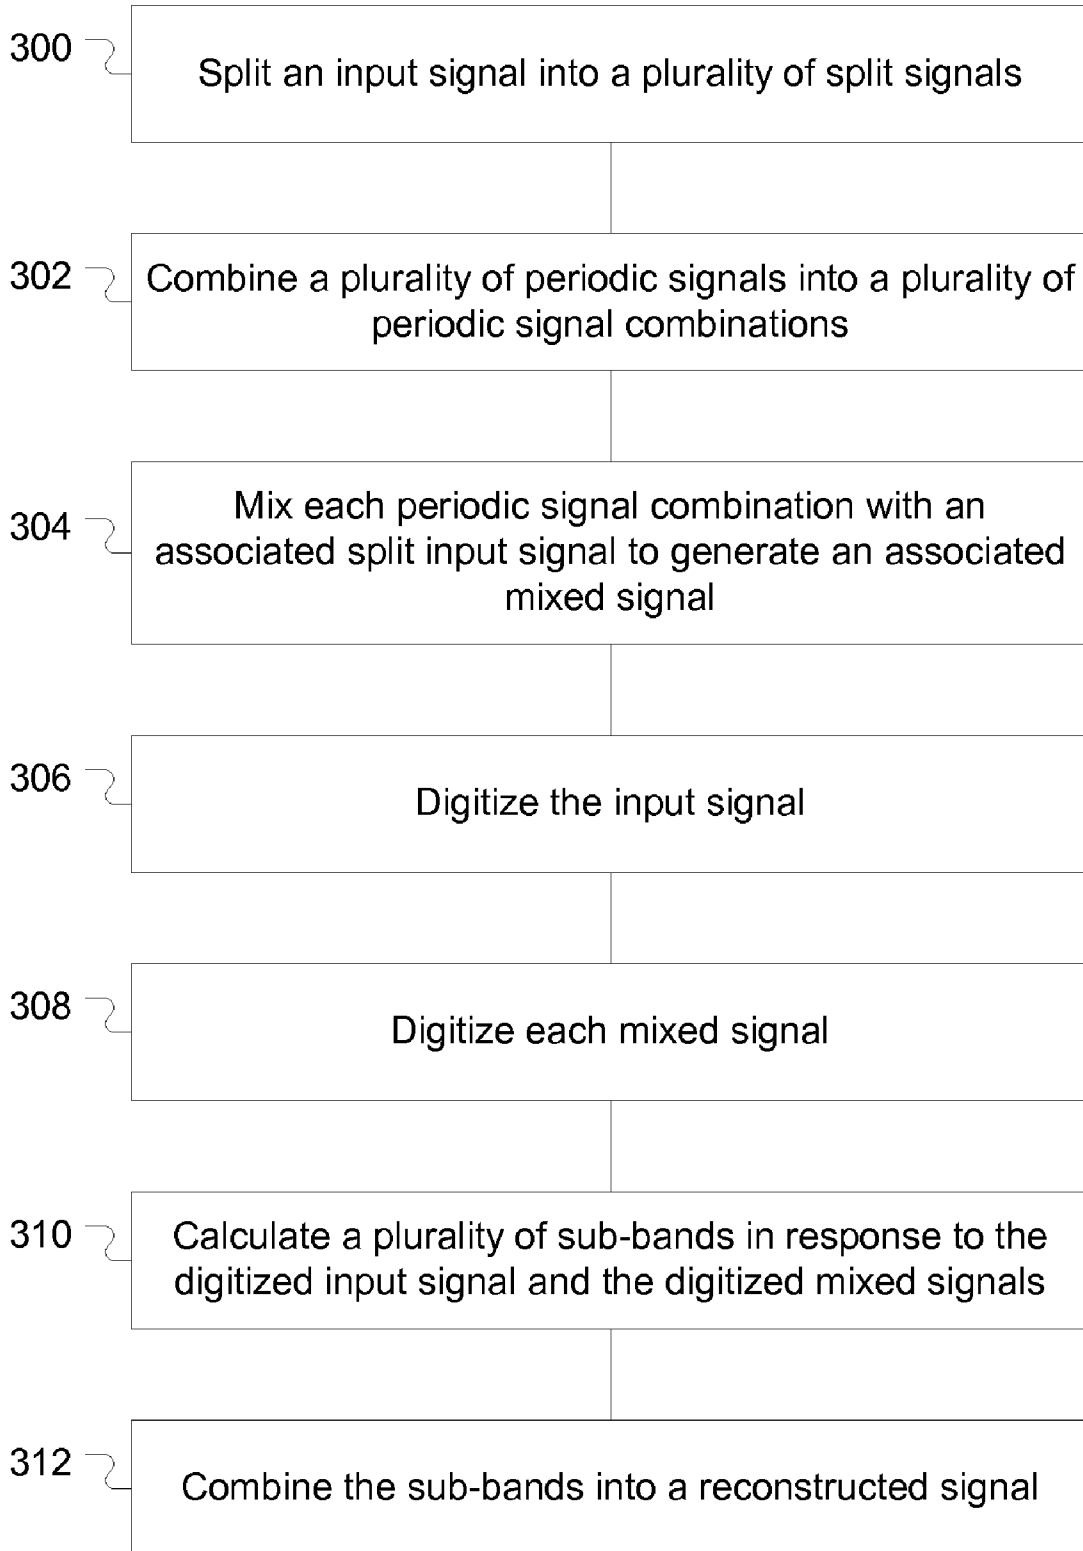 300
Split an input signal into a plurality of split signals
302
Combine a plurality of periodic signals into a plurality of
periodic signal combinations
304
Mix each periodic signal combination with an
associated split input signal to generate an associated
mixed signal
306
Digitize the input signal
308
Digitize each mixed signal
310
Calculate a plurality of sub-bands in response to the
digitized input signal and the digitized mixed signals
312
Combine the sub-bands into a reconstructed signal